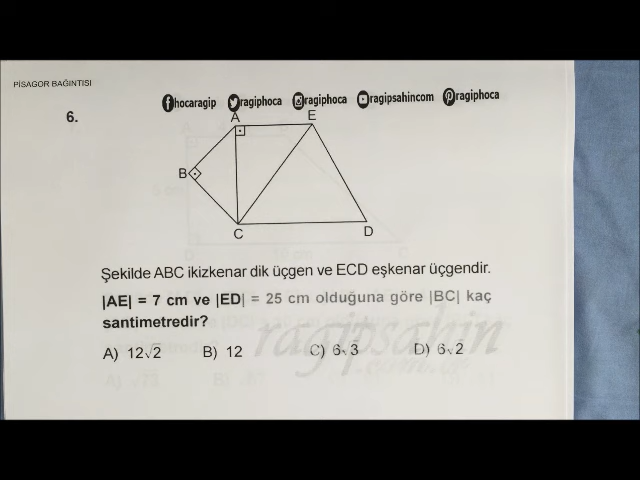 PİSAGOR BAĞINTISI
hocaragip ragiphoca ragiphoca ragipsahincom ragiphoca
6.
A E
B
C D
Şekilde ABC ikizkenar dik üçgen ve ECD eşkenar üçgendir.
|AE| = 7 cm ve |ED| = 25 cm olduğuna göre |BC| kaç
santimetredir?
ragipsahin
A) 12√2 B) 12 C) 6√3 D) 6√2